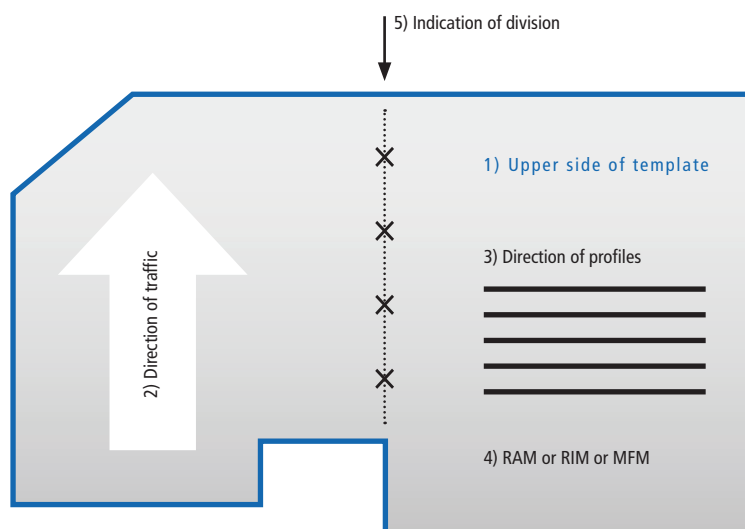 5) Indication of division
1) Upper side of template
2) Direction of traffic
3) Direction of profiles
4) RAM or RIM or MFM